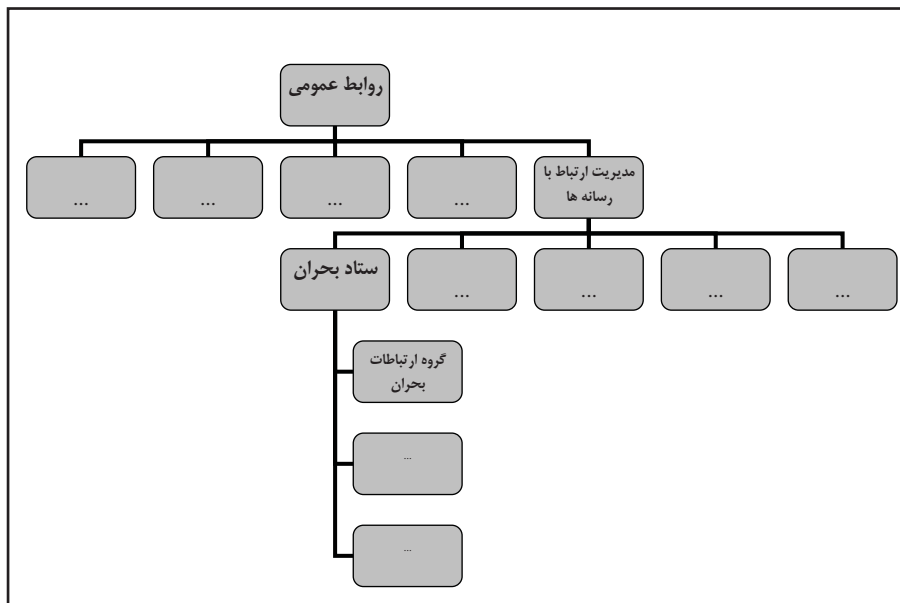 روابط عمومی
مدیریت ارتباط با
رسانه ها
...
...
...
...
ستاد بحران
...
...
...
...
گروه ارتباطات
بحران
...
...